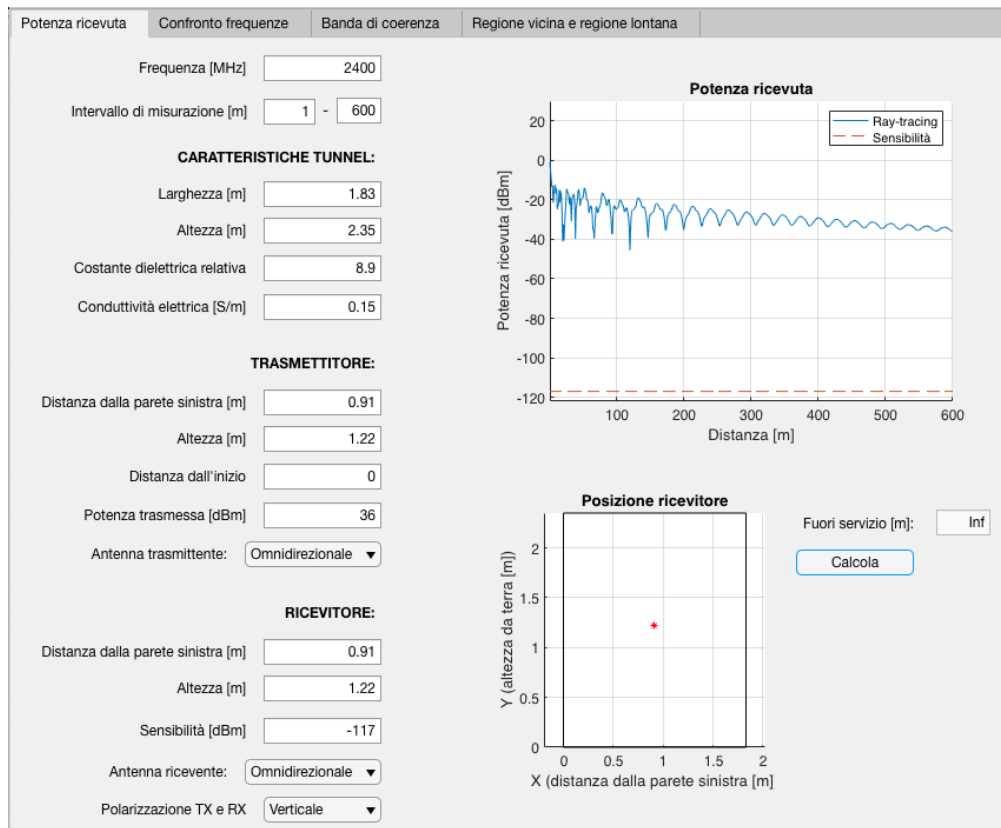 Potenza ricevuta
Confronto frequenze
Banda di coerenza
Regione vicina e regione lontana
Frequenza [MHz] 2400
Intervallo di misurazione [m] 1 - 600
CARATTERISTICHE TUNNEL:
Larghezza [m] 1.83
Altezza [m] 2.35
Costante dielettrica relativa 8.9
Conduttività elettrica [S/m] 0.15
TRASMETTITORE:
Distanza dalla parete sinistra [m] 0.91
Altezza [m] 1.22
Distanza dall'inizio 0
Potenza trasmessa [dBm] 36
Antenna trasmittente: Omnidirezionale
RICEVITORE:
Distanza dalla parete sinistra [m] 0.91
Altezza [m] 1.22
Sensibilità [dBm] -117
Antenna ricevente: Omnidirezionale
Polarizzazione TX e RX Verticale
Potenza ricevuta
Ray-tracing
Sensibilità
Potenza ricevuta [dBm]
20
0
-20
-40
-60
-80
-100
-120
100 200 300 400 500 600
Distanza [m]
Posizione ricevitore
Y (altezza da terra [m])
2
1.5
1
0.5
0
0 0.5 1 1.5 2
X (distanza dalla parete sinistra [m]
Fuori servizio [m]: Inf
Calcola